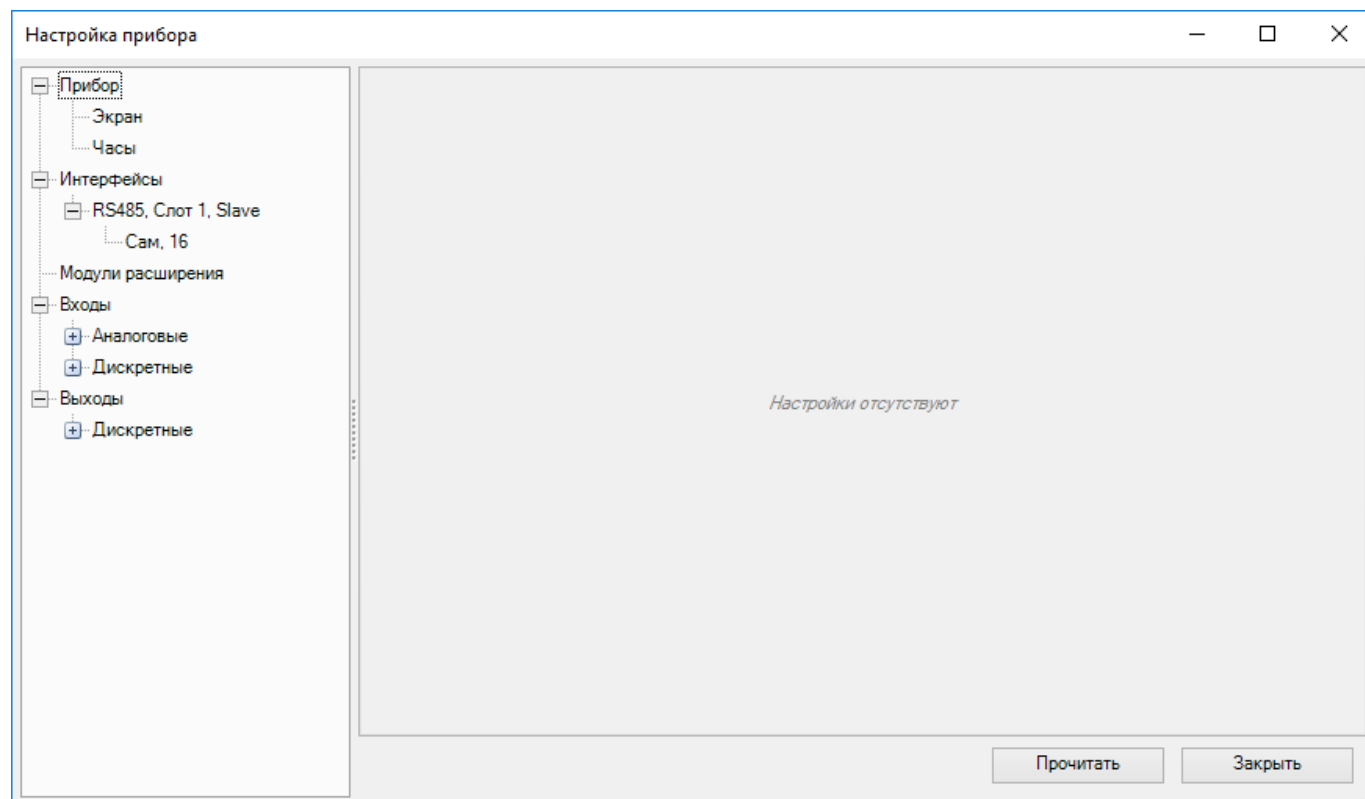 Настройка прибора
Прибор
Экран
Часы
Интерфейсы
RS485, Слот 1, Slave
Сам, 16
Модули расширения
Входы
Аналоговые
Дискретные
Выходы
Дискретные
Настройки отсутствуют
Прочитать
Закрыть